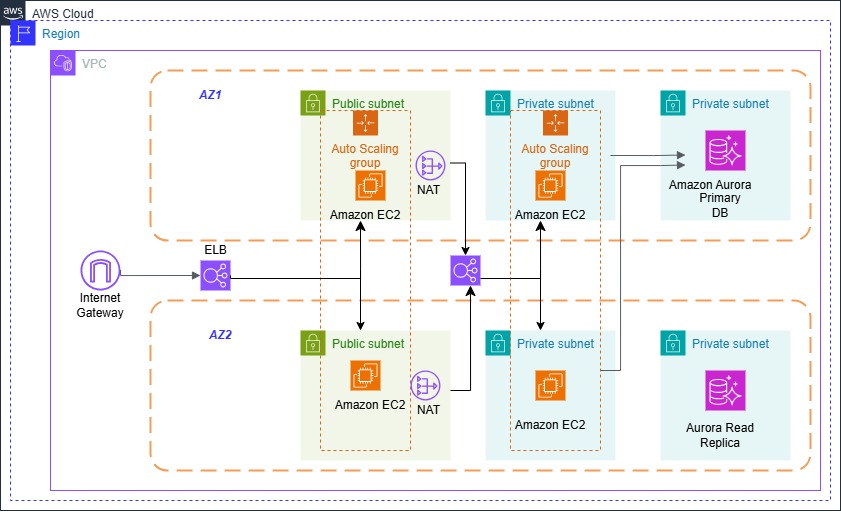 aws
AWS Cloud
Region
VPC
AZ1
Public subnet
Auto Scaling
group
Amazon EC2
NAT
Private subnet
Auto Scaling
group
Amazon EC2
Private subnet
Amazon Aurora
Primary
DB
ELB
Internet
Gateway
AZ2
Public subnet
Amazon EC2
NAT
Private subnet
Amazon EC2
Private subnet
Aurora Read
Replica